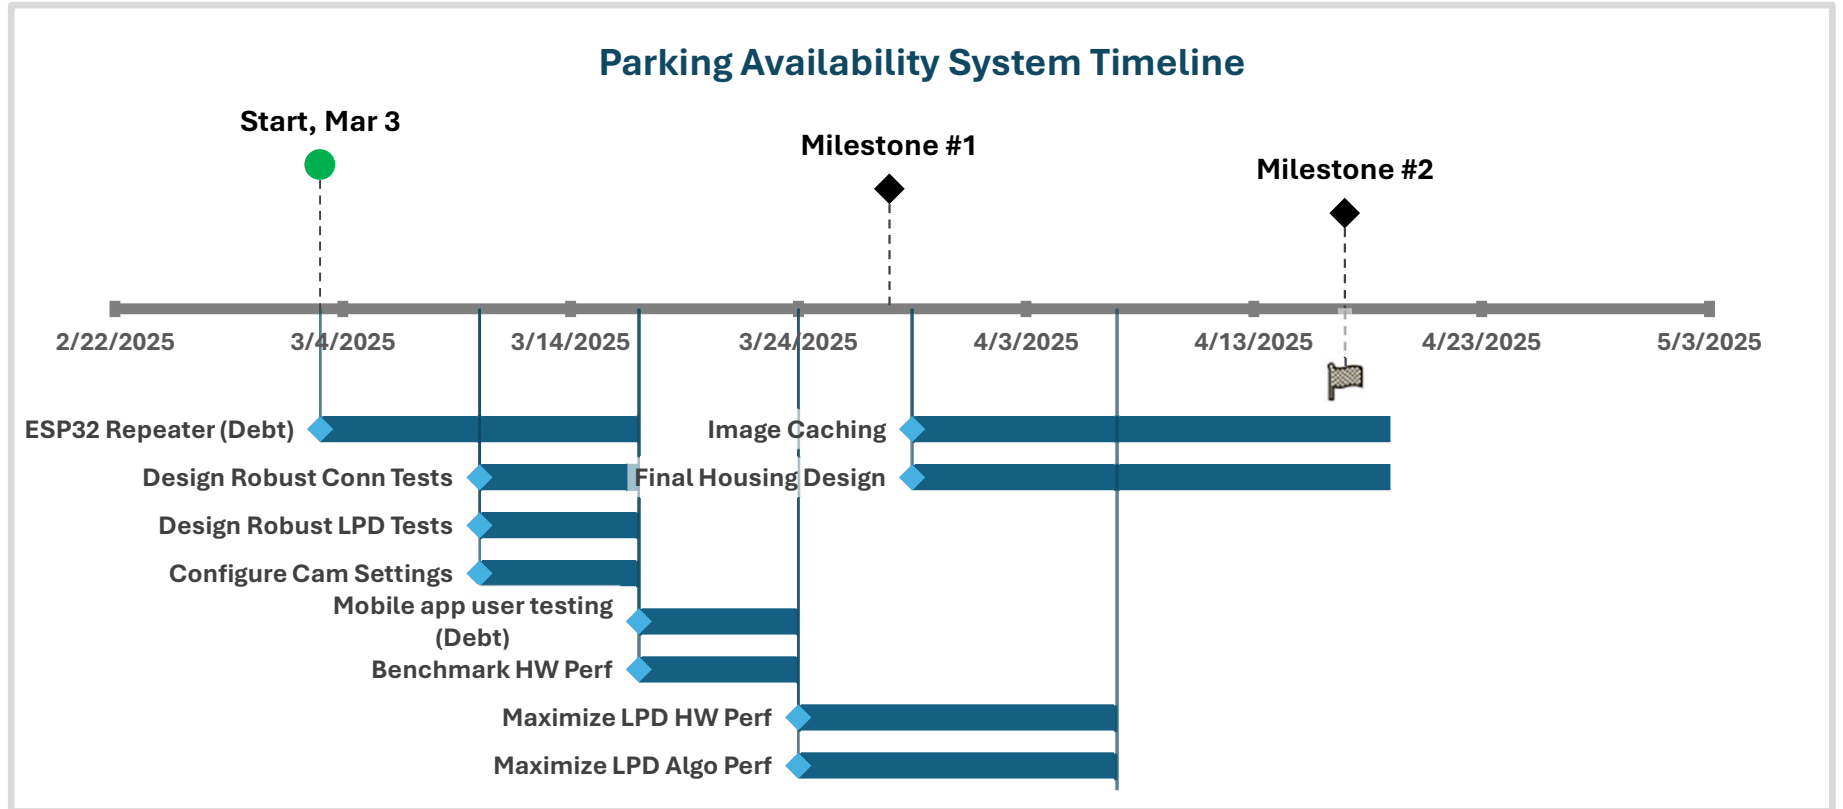 Parking Availability System Timeline
Start, Mar 3
Milestone #1
Milestone #2
2/22/2025
3/4/2025
3/14/2025
3/24/2025
4/3/2025
4/13/2025
4/23/2025
5/3/2025
ESP32 Repeater (Debt)
Image Caching
Design Robust Conn Tests
Final Housing Design
Design Robust LPD Tests
Configure Cam Settings
Mobile app user testing
(Debt)
Benchmark HW Perf
Maximize LPD HW Perf
Maximize LPD Algo Perf